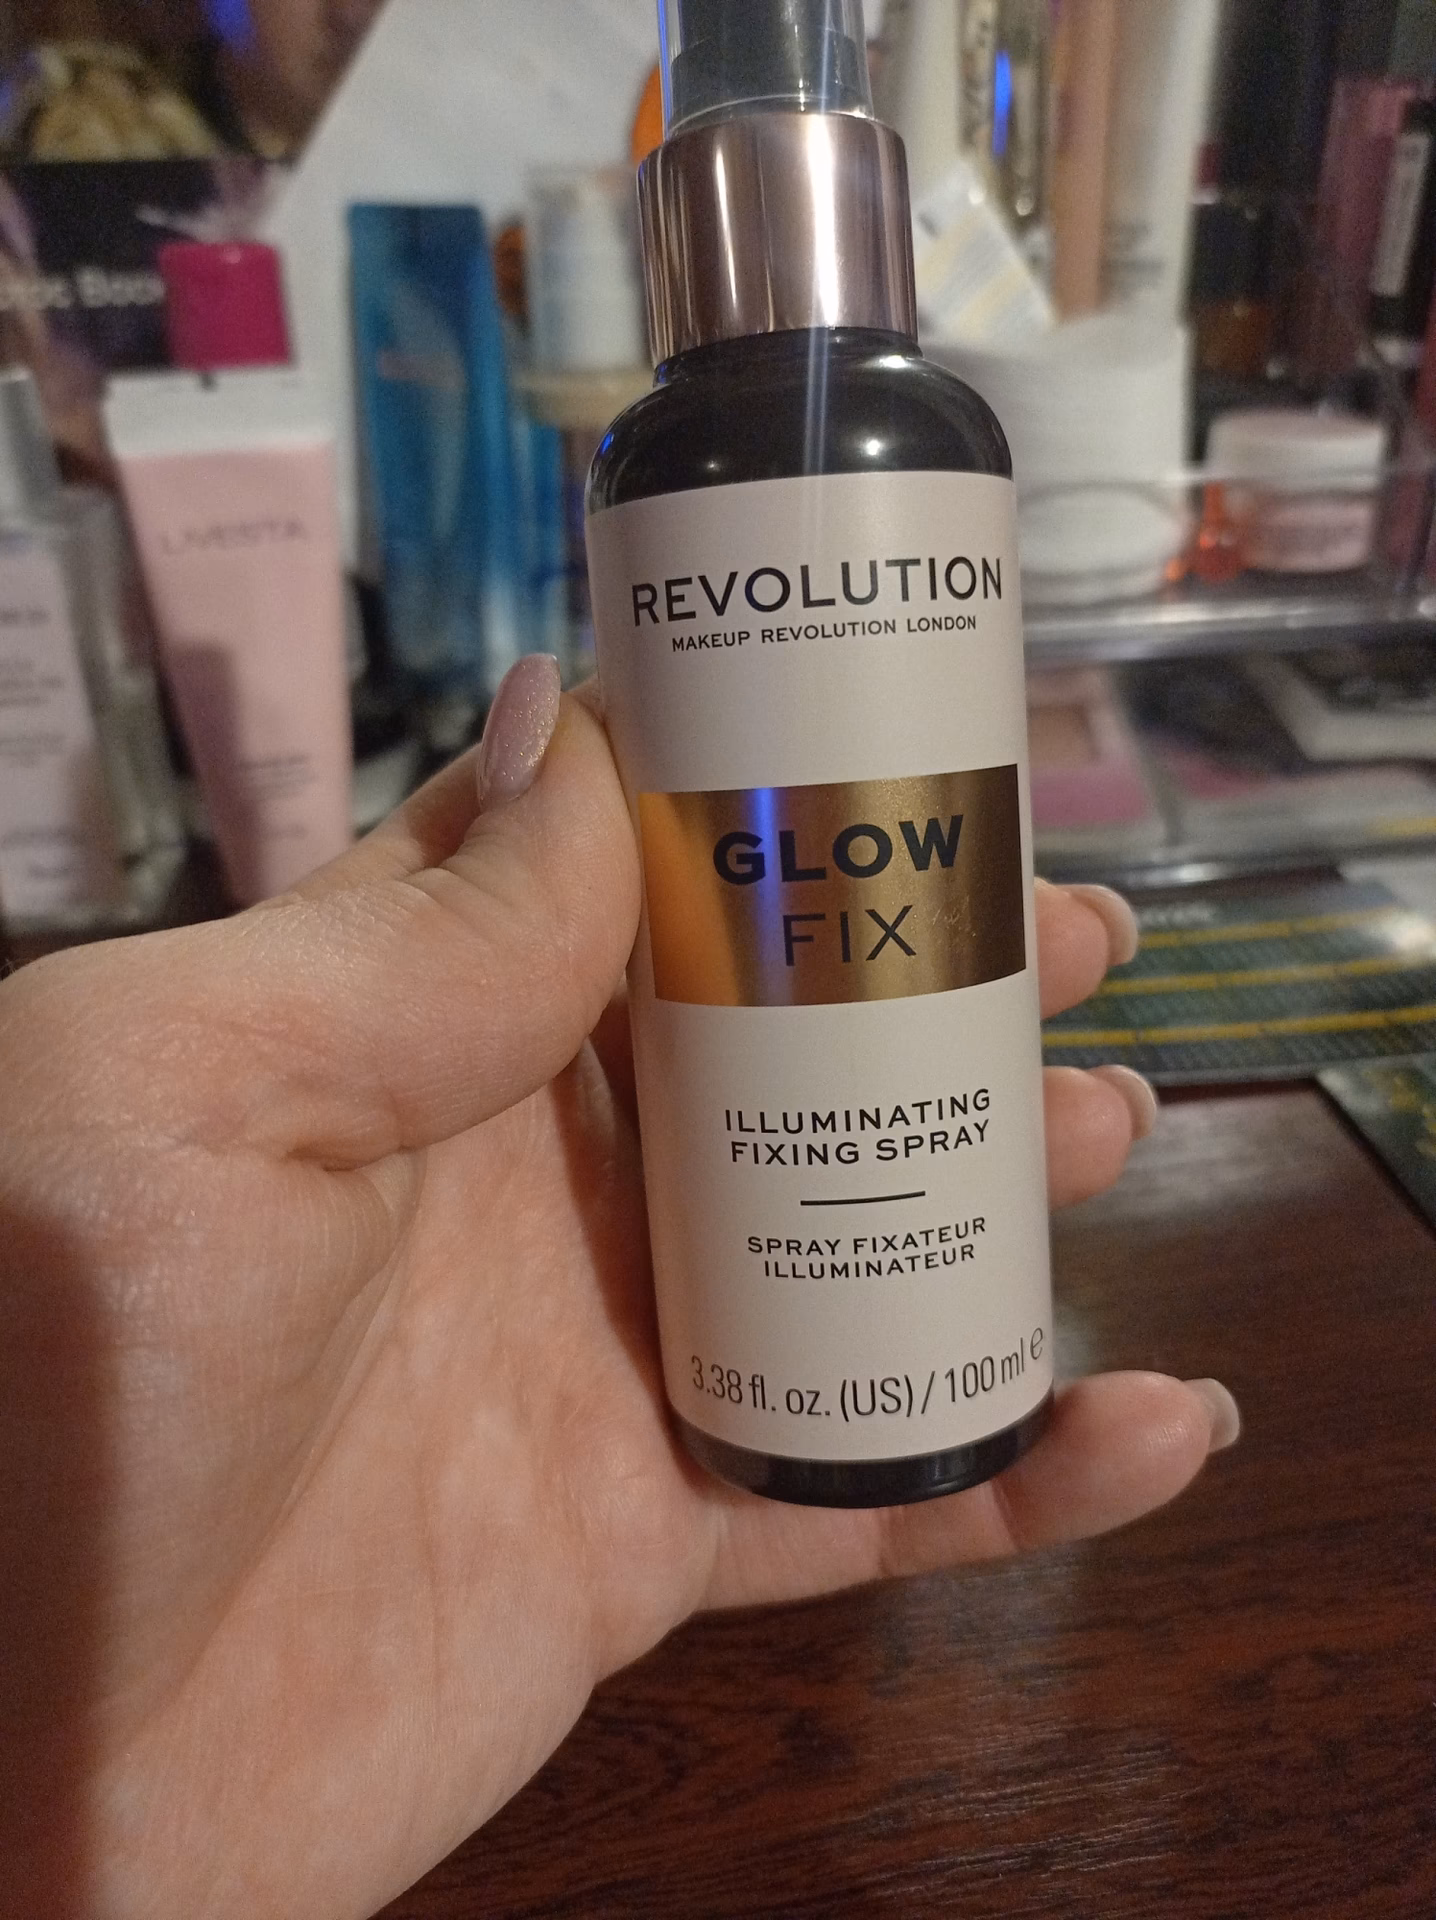 REVOLUTION
MAKEUP REVOLUTION LONDON
GLOW
FIX
ILLUMINATING
FIXING SPRAY
SPRAY FIXATEUR
ILLUMINATEUR
3.38 fl. oz. (US) / 100 ml ℮